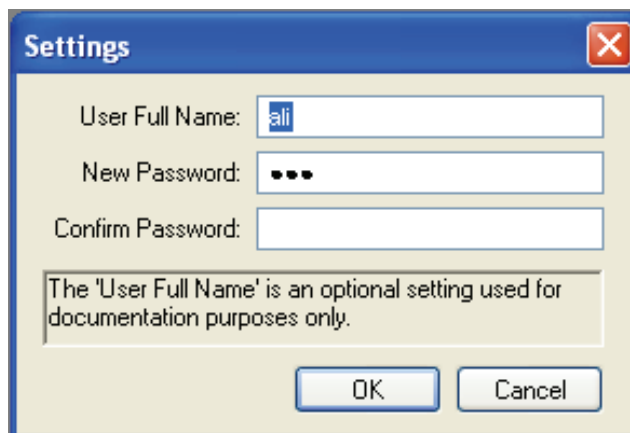 Settings
User Full Name: ali
New Password: •••
Confirm Password:
The 'User Full Name' is an optional setting used for
documentation purposes only.
OK Cancel